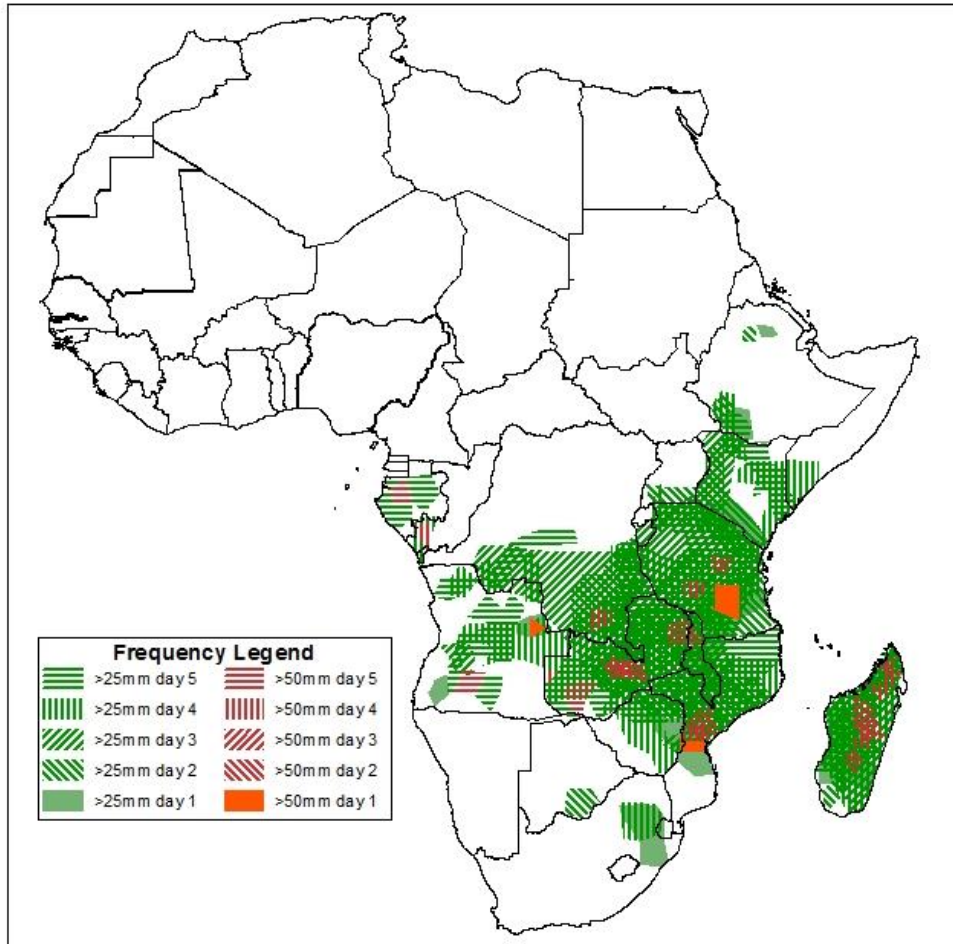 Frequency Legend
>25mm day 5 >50mm day 5
>25mm day 4 >50mm day 4
>25mm day 3 >50mm day 3
>25mm day 2 >50mm day 2
>25mm day 1 >50mm day 1